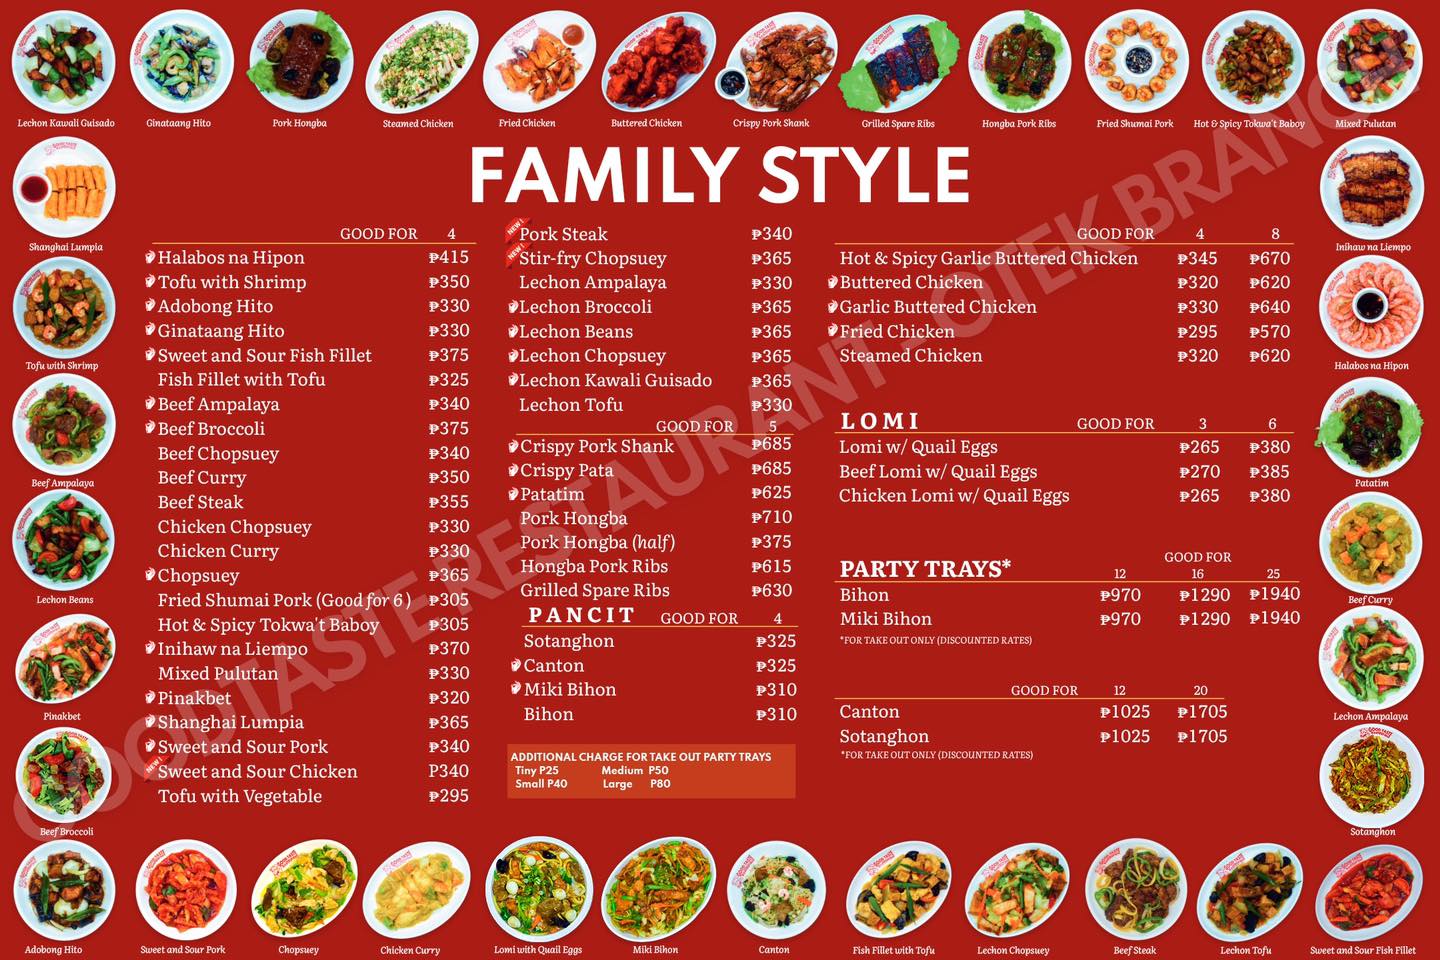 Lechon Kawali Guisado
Ginataang Hito
Pork Hongba
Steamed Chicken
Fried Chicken
Buttered Chicken
Crispy Pork Shank
Grilled Spare Ribs
Hongba Pork Ribs
Fried Shumai Pork
Hot & Spicy Tokwa't Baboy
Mixed Pulutan
FAMILY STYLE
Shanghai Lumpia
Tofu with Shrimp
Beef Ampalaya
Lechon Beans
Pinakbet
Beef Broccoli
GOOD FOR 4
Halabos na Hipon ₱415
Tofu with Shrimp ₱350
Adobong Hito ₱330
Ginataang Hito ₱330
Sweet and Sour Fish Fillet ₱375
Fish Fillet with Tofu ₱325
Beef Ampalaya ₱340
Beef Broccoli ₱375
Beef Chopsuey ₱340
Beef Curry ₱350
Beef Steak ₱355
Chicken Chopsuey ₱330
Chicken Curry ₱330
Chopsuey ₱365
Fried Shumai Pork (Good for 6) ₱305
Hot & Spicy Tokwa't Baboy ₱305
Inihaw na Liempo ₱370
Mixed Pulutan ₱330
Pinakbet ₱320
Shanghai Lumpia ₱365
Sweet and Sour Pork ₱340
NEW! Sweet and Sour Chicken P340
Tofu with Vegetable ₱295
NEW! Pork Steak ₱340
NEW! Stir-fry Chopsuey ₱365
Lechon Ampalaya ₱330
Lechon Broccoli ₱365
Lechon Beans ₱365
Lechon Chopsuey ₱365
Lechon Kawali Guisado ₱365
Lechon Tofu ₱330
GOOD FOR 5
Crispy Pork Shank ₱685
Crispy Pata ₱685
Patatim ₱625
Pork Hongba ₱710
Pork Hongba (half) ₱375
Hongba Pork Ribs ₱615
Grilled Spare Ribs ₱630
PANCIT GOOD FOR 4
Sotanghon ₱325
Canton ₱325
Miki Bihon ₱310
Bihon ₱310
ADDITIONAL CHARGE FOR TAKE OUT PARTY TRAYS
Tiny P25 Medium P50
Small P40 Large P80
GOOD FOR 4 8
Hot & Spicy Garlic Buttered Chicken ₱345 ₱670
Buttered Chicken ₱320 ₱620
Garlic Buttered Chicken ₱330 ₱640
Fried Chicken ₱295 ₱570
Steamed Chicken ₱320 ₱620
LOMI GOOD FOR 3 6
Lomi w/ Quail Eggs ₱265 ₱380
Beef Lomi w/ Quail Eggs ₱270 ₱385
Chicken Lomi w/ Quail Eggs ₱265 ₱380
GOOD FOR
PARTY TRAYS* 12 16 25
Bihon ₱970 ₱1290 ₱1940
Miki Bihon ₱970 ₱1290 ₱1940
*FOR TAKE OUT ONLY (DISCOUNTED RATES)
GOOD FOR 12 20
Canton ₱1025 ₱1705
Sotanghon ₱1025 ₱1705
*FOR TAKE OUT ONLY (DISCOUNTED RATES)
Inihaw na Liempo
Halabos na Hipon
Patatim
Beef Curry
Lechon Ampalaya
Sotanghon
GOODTASTE RESTAURANT - OTEK BRANCH
Adobong Hito
Sweet and Sour Pork
Chopsuey
Chicken Curry
Lomi with Quail Eggs
Miki Bihon
Canton
Fish Fillet with Tofu
Lechon Chopsuey
Beef Steak
Lechon Tofu
Sweet and Sour Fish Fillet